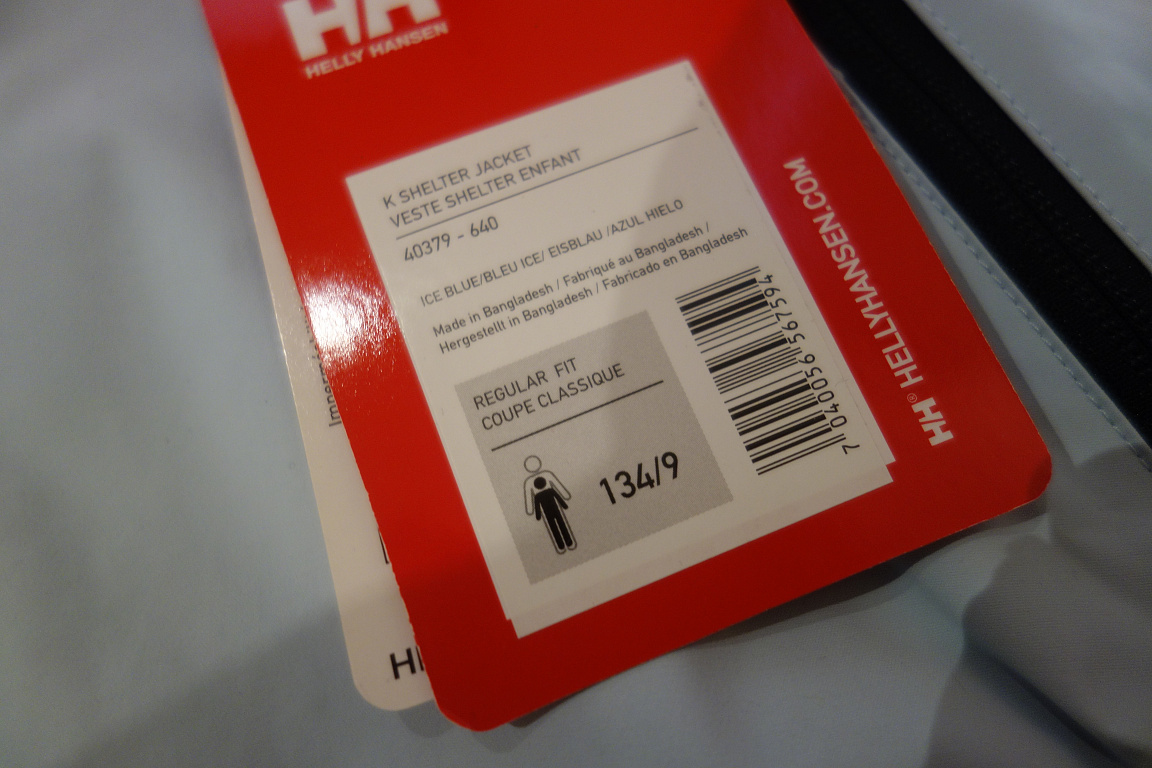 HH
HELLY HANSEN
K SHELTER JACKET
VESTE SHELTER ENFANT
40379 - 640
ICE BLUE/BLEU ICE/ EISBLAU /AZUL HIELO
Made in Bangladesh / Fabriqué au Bangladesh /
Hergestellt in Bangladesh / Fabricado en Bangladesh
REGULAR FIT
COUPE CLASSIQUE
134/9
7 040056 567594
HH® HELLYHANSEN.COM